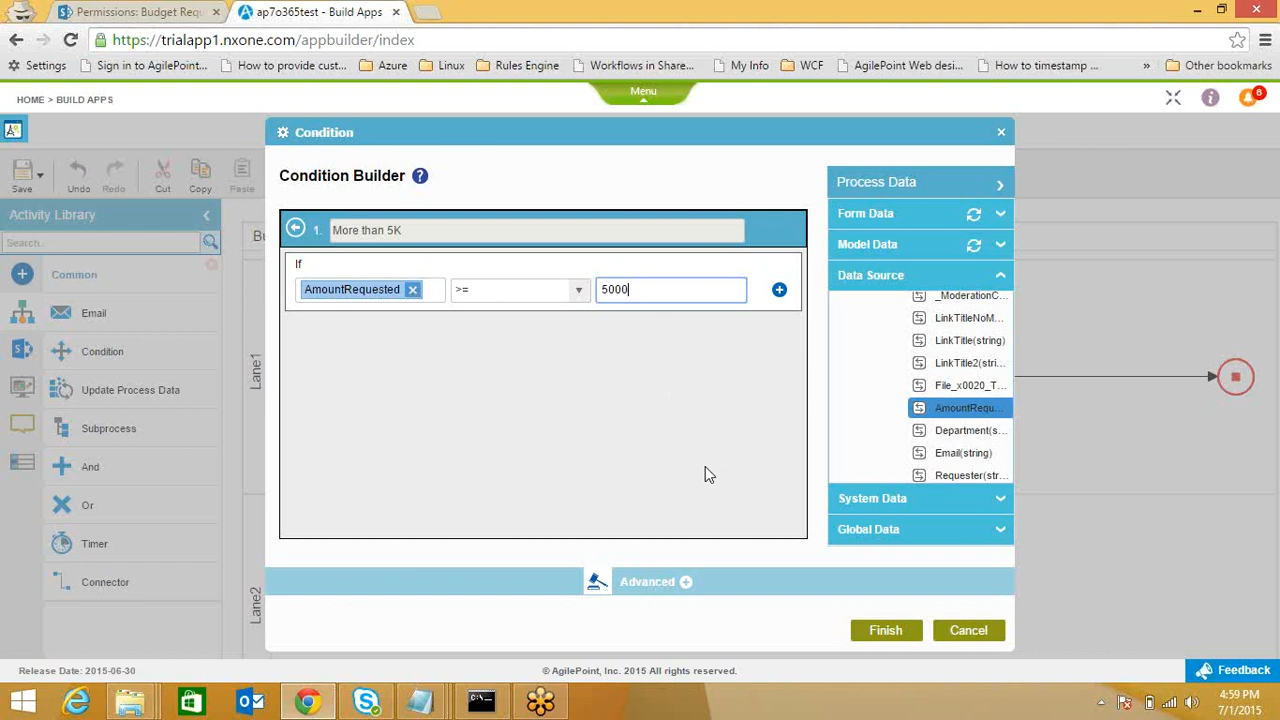 Permissions: Budget Req
ap7o365test - Build Apps
https://trialapp1.nxone.com/appbuilder/index
Settings
Sign in to AgilePoint...
How to provide cust...
Azure
Linux
Rules Engine
Workflows in Share...
My Info
WCF
AgilePoint Web desi...
How to timestamp ...
»
Other bookmarks
Menu
HOME > BUILD APPS
6
Condition
Save
Undo
Redo
Cut
Copy
Paste
Condition Builder ?
Process Data
Activity Library
Search...
Form Data
Model Data
Data Source
1. More than 5K
If
AmountRequested
>=
5000
_ModerationC...
LinkTitleNoM...
LinkTitle(string)
LinkTitle2(stri...
File_x0020_T...
AmountRequ...
Department(s...
Email(string)
Requester(str...
System Data
Global Data
Common
Email
Condition
Update Process Data
Subprocess
And
Or
Timer
Connector
Lane1
Lane2
Advanced
Finish
Cancel
Release Date: 2015-06-30
© AgilePoint, Inc. 2015 All rights reserved.
Feedback
4:59 PM
7/1/2015